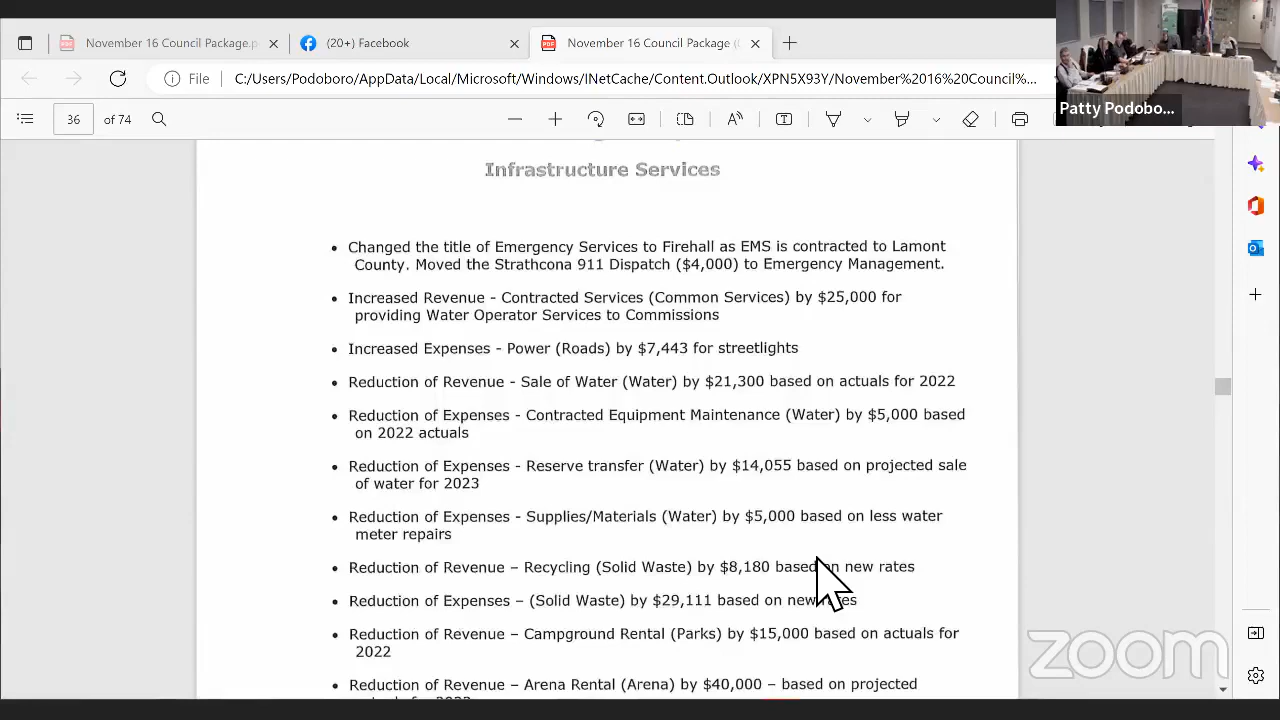 November 16 Council Package.p
(20+) Facebook
November 16 Council Package (
File
C:/Users/Podoboro/AppData/Local/Microsoft/Windows/INetCache/Content.Outlook/XPN5X93Y/November%2016%20Council%...
Patty Podobo...
36 of 74
Infrastructure Services
• Changed the title of Emergency Services to Firehall as EMS is contracted to Lamont
County. Moved the Strathcona 911 Dispatch ($4,000) to Emergency Management.
• Increased Revenue - Contracted Services (Common Services) by $25,000 for
providing Water Operator Services to Commissions
• Increased Expenses - Power (Roads) by $7,443 for streetlights
• Reduction of Revenue - Sale of Water (Water) by $21,300 based on actuals for 2022
• Reduction of Expenses - Contracted Equipment Maintenance (Water) by $5,000 based
on 2022 actuals
• Reduction of Expenses - Reserve transfer (Water) by $14,055 based on projected sale
of water for 2023
• Reduction of Expenses - Supplies/Materials (Water) by $5,000 based on less water
meter repairs
• Reduction of Revenue – Recycling (Solid Waste) by $8,180 based on new rates
• Reduction of Expenses – (Solid Waste) by $29,111 based on new rates
• Reduction of Revenue – Campground Rental (Parks) by $15,000 based on actuals for
2022
• Reduction of Revenue – Arena Rental (Arena) by $40,000 – based on projected
zoom